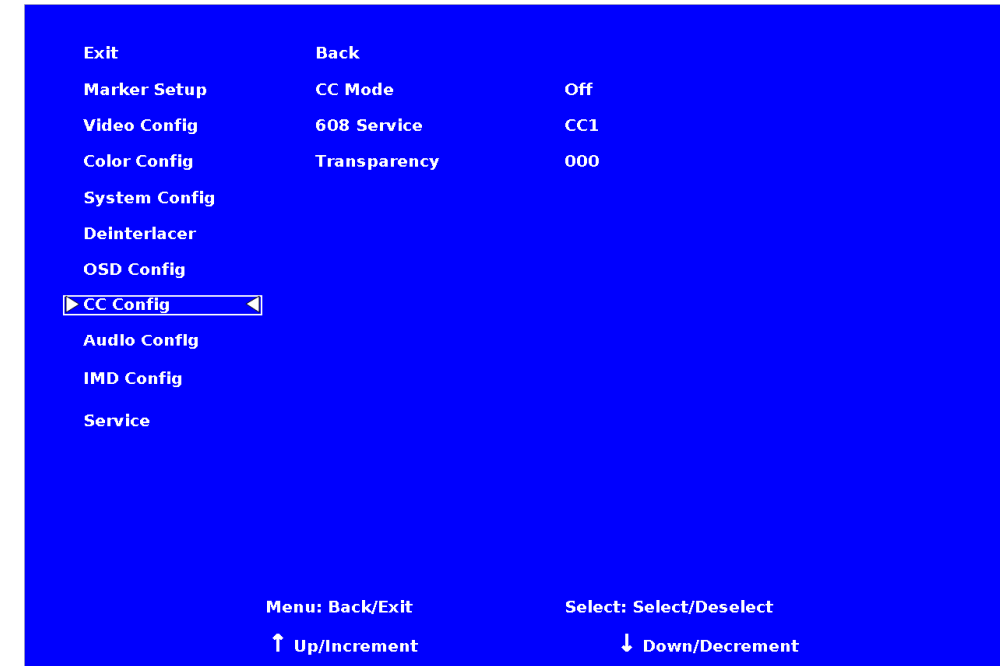 Exit Back
Marker Setup CC Mode Off
Video Config 608 Service CC1
Color Config Transparency 000
System Config
Deinterlacer
OSD Config
CC Config
Audio Config
IMD Config
Service
Menu: Back/Exit Select: Select/Deselect
↑ Up/Increment ↓ Down/Decrement